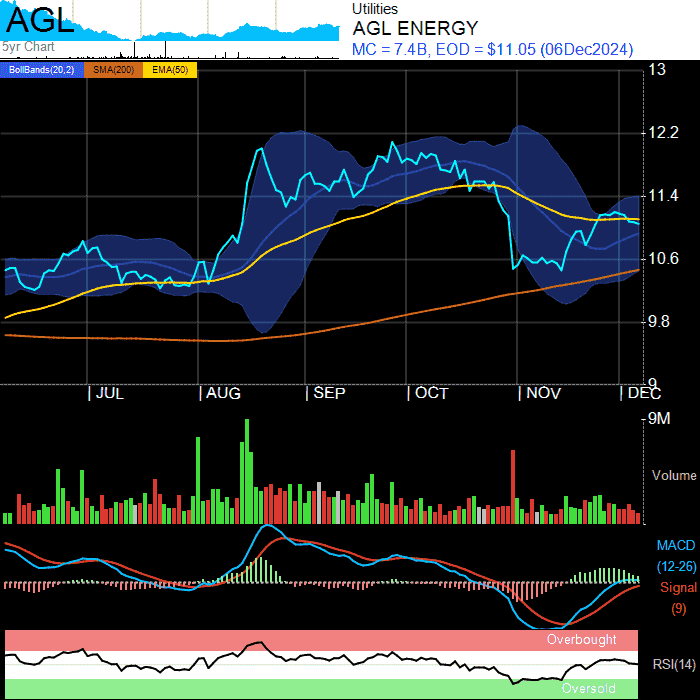 AGL
5yr Chart
Utilities
AGL ENERGY
MC = 7.4B, EOD = $11.05 (06Dec2024)
BollBands(20,2) SMA(200) EMA(50)
13
12.2
11.4
10.6
9.8
9
JUL AUG SEP OCT NOV DEC
9M
Volume
MACD
(12-26)
Signal
(9)
Overbought
RSI(14)
Oversold